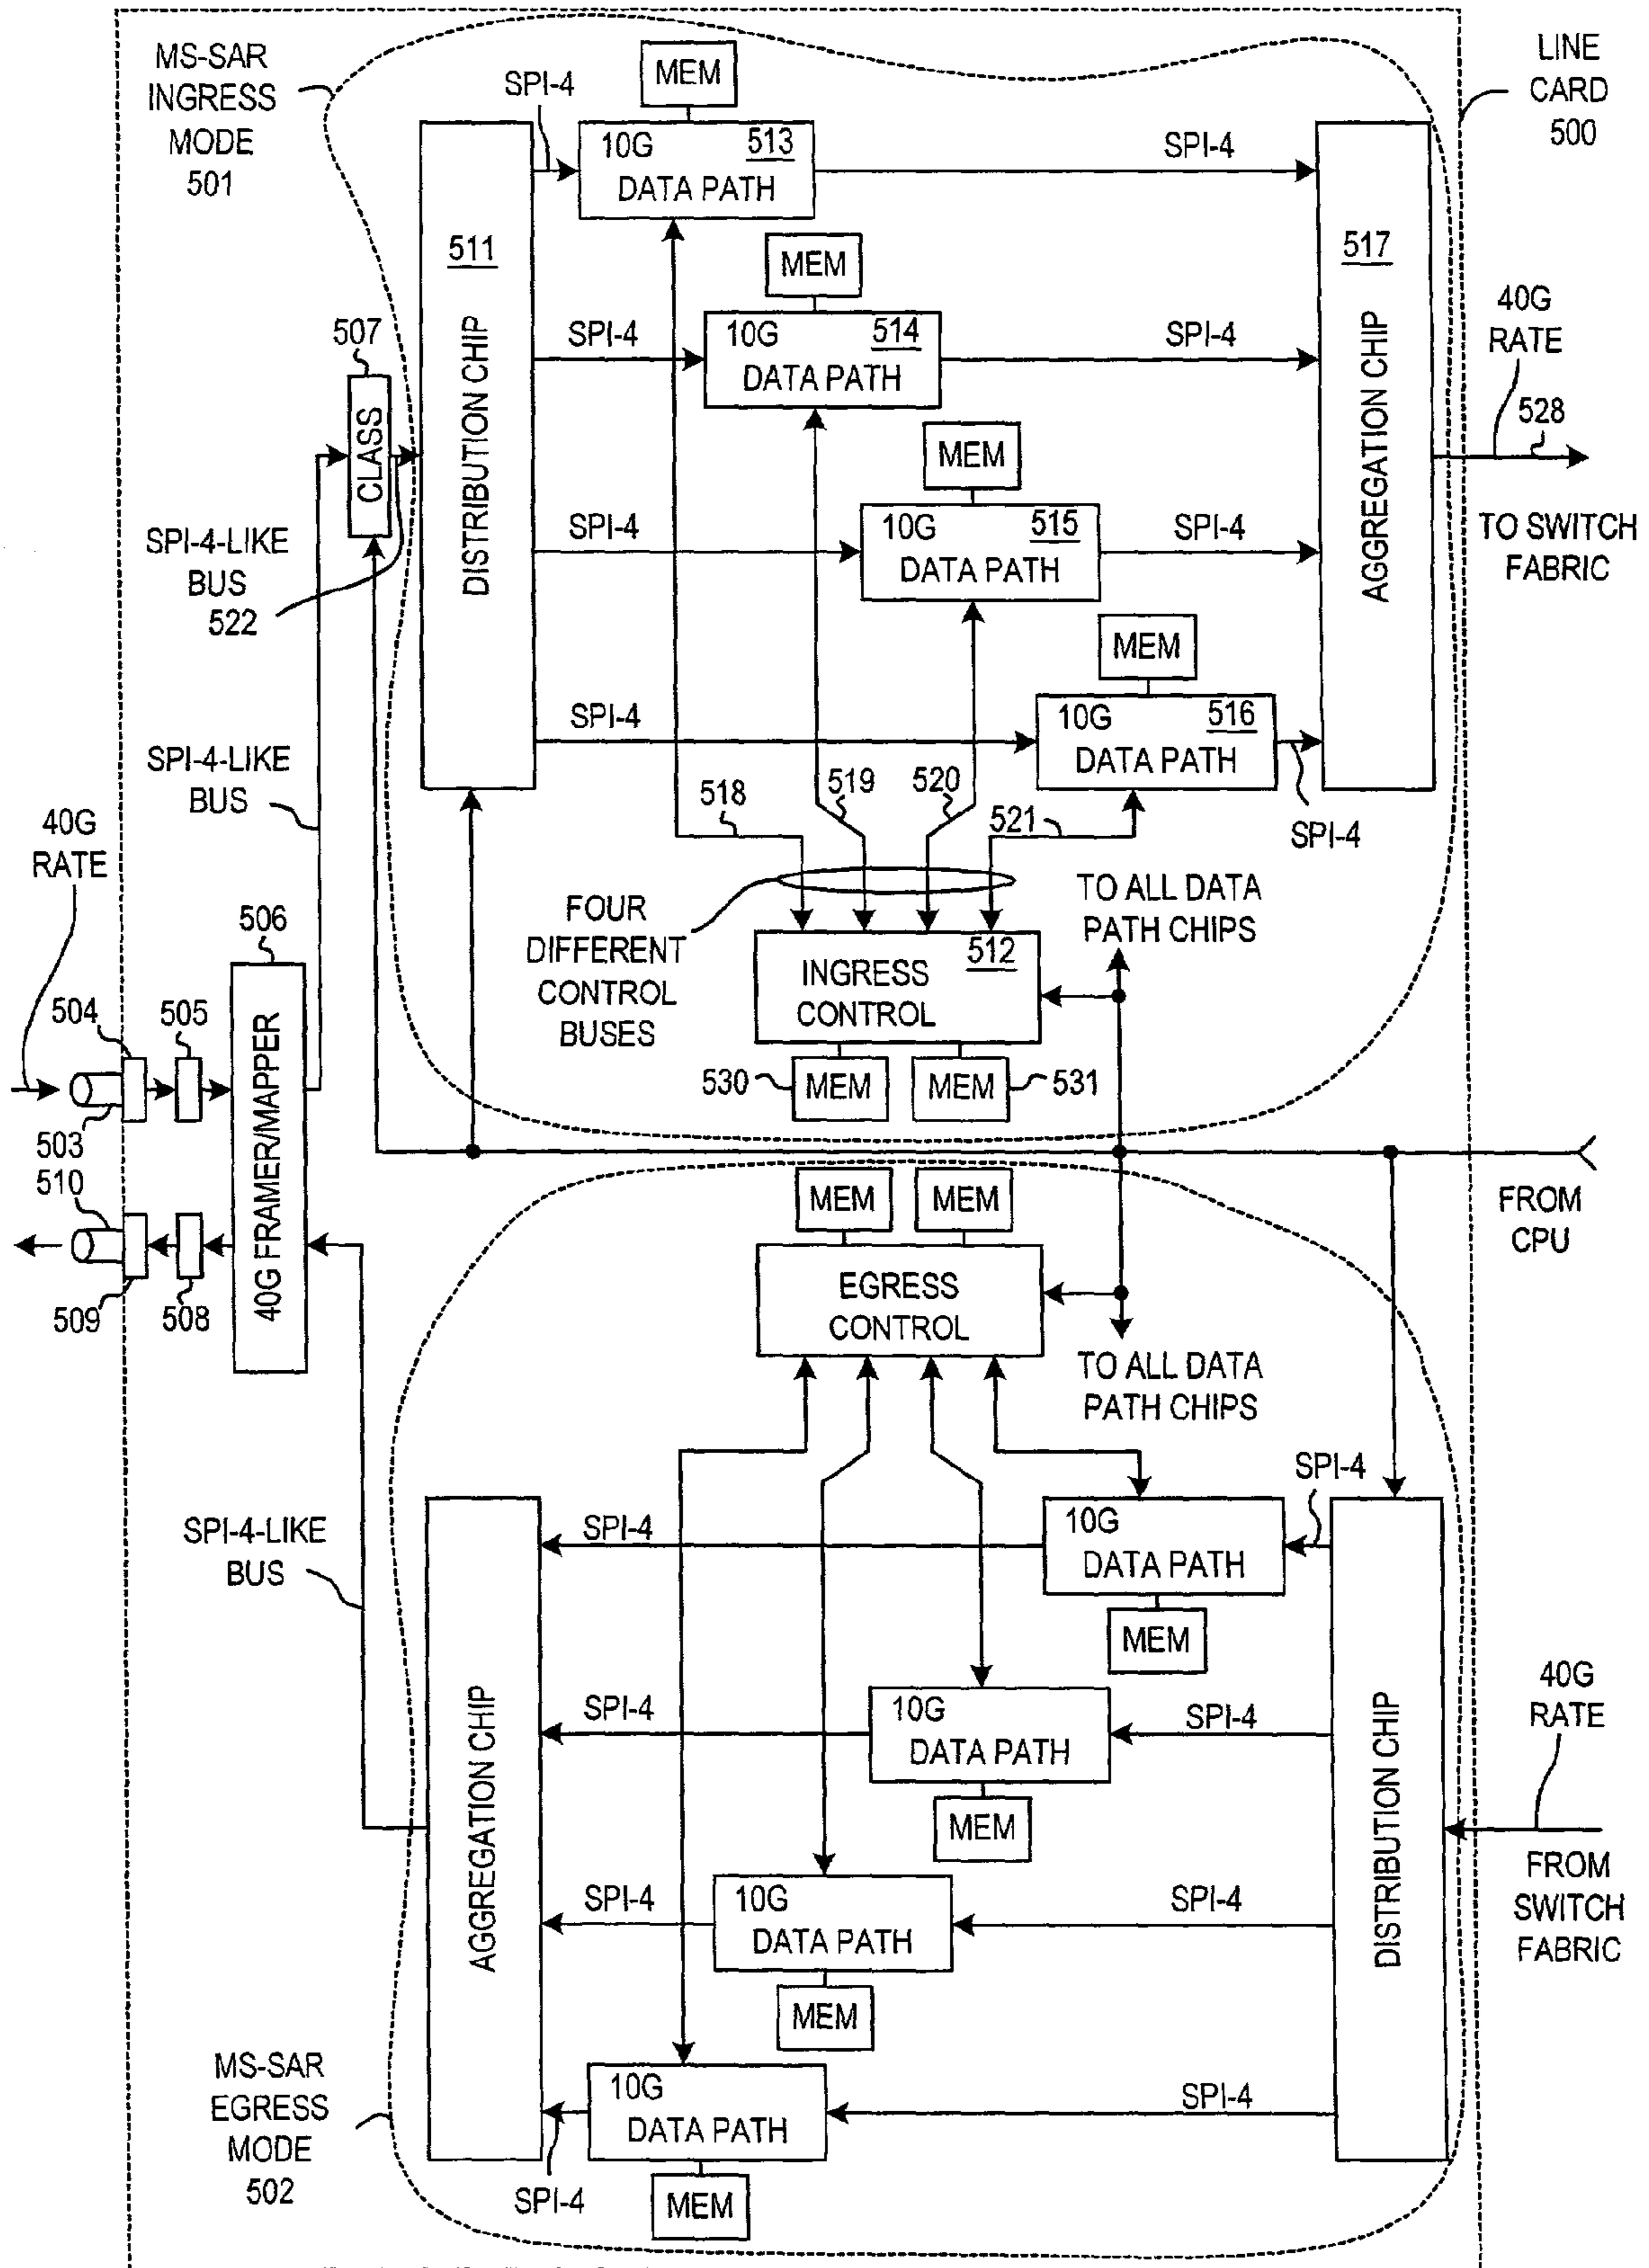 MS-SAR
INGRESS
MODE
501
LINE
CARD
500
MEM
SPI-4
10G
513
DATA PATH
SPI-4
511
DISTRIBUTION CHIP
517
AGGREGATION CHIP
MEM
SPI-4
10G
514
DATA PATH
SPI-4
40G
RATE
528
TO SWITCH
FABRIC
507
CLASS
MEM
SPI-4
10G
515
DATA PATH
SPI-4
SPI-4-LIKE
BUS
522
MEM
SPI-4
10G
516
DATA PATH
SPI-4
SPI-4-LIKE
BUS
518
519
520
521
40G
RATE
FOUR
DIFFERENT
CONTROL
BUSES
TO ALL DATA
PATH CHIPS
512
INGRESS
CONTROL
506
40G FRAMER/MAPPER
504
505
503
530
MEM
MEM
531
510
509
508
MEM
MEM
FROM
CPU
EGRESS
CONTROL
TO ALL DATA
PATH CHIPS
SPI-4-LIKE
BUS
AGGREGATION CHIP
DISTRIBUTION CHIP
SPI-4
10G
DATA PATH
SPI-4
MEM
SPI-4
10G
DATA PATH
SPI-4
MEM
40G
RATE
FROM
SWITCH
FABRIC
SPI-4
10G
DATA PATH
SPI-4
MEM
MS-SAR
EGRESS
MODE
502
SPI-4
10G
DATA PATH
SPI-4
MEM